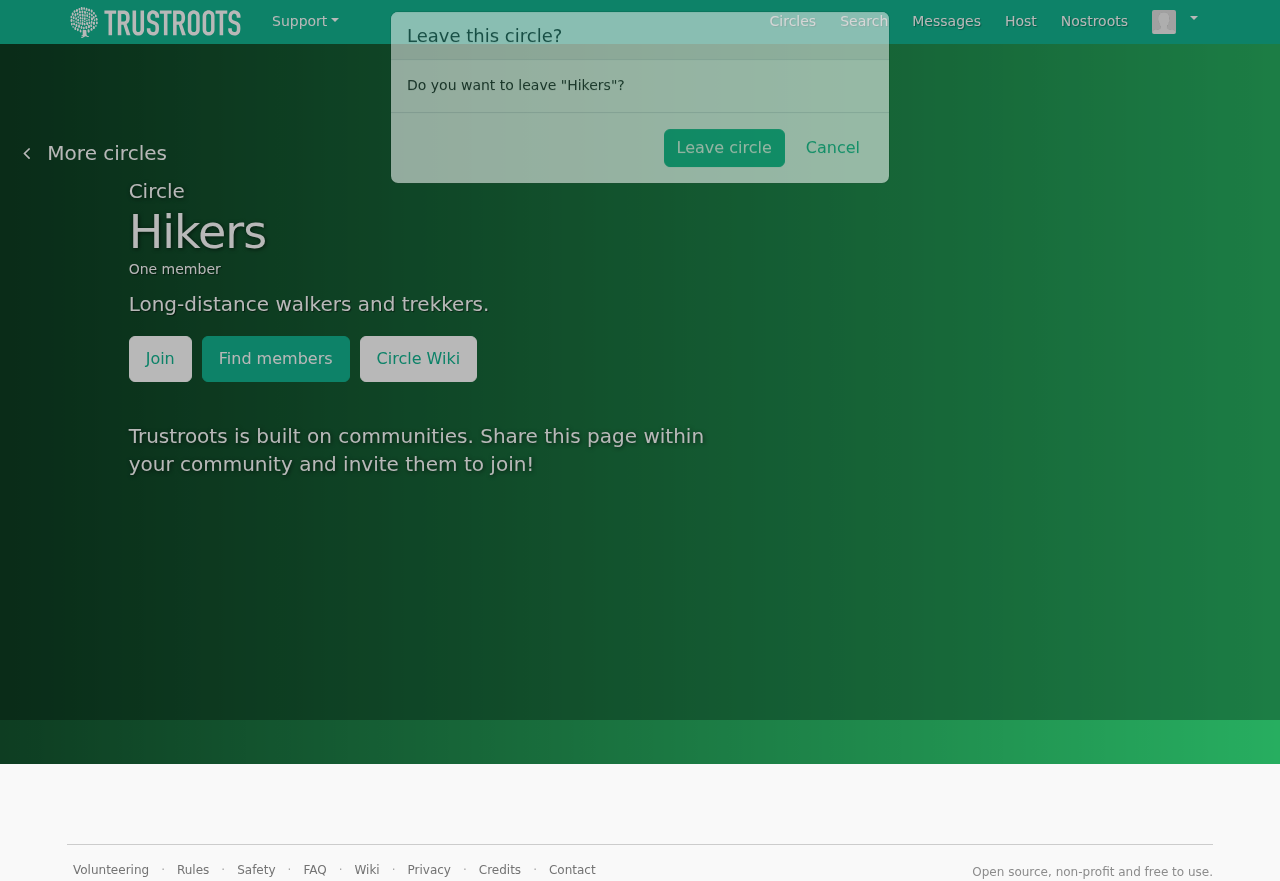 TRUSTROOTS Support Circles Search Messages Host Nostroots
Leave this circle?
Do you want to leave "Hikers"?
Leave circle Cancel
More circles
Circle
Hikers
One member
Long-distance walkers and trekkers.
Join Find members Circle Wiki
Trustroots is built on communities. Share this page within
your community and invite them to join!
Volunteering · Rules · Safety · FAQ · Wiki · Privacy · Credits · Contact
Open source, non-profit and free to use.